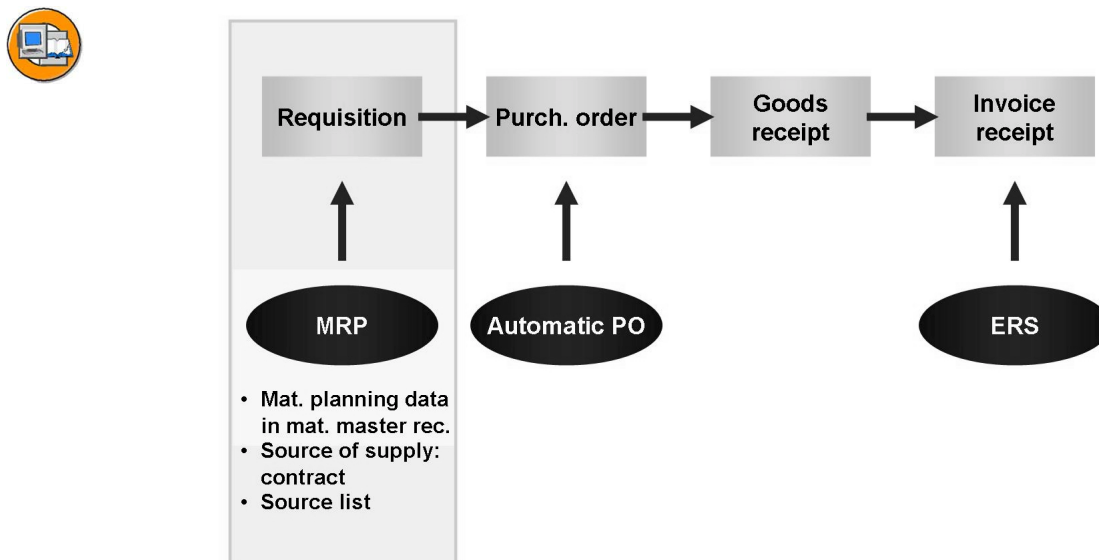 Requisition
Purch. order
Goods
receipt
Invoice
receipt
MRP
Automatic PO
ERS
• Mat. planning data
in mat. master rec.
• Source of supply:
contract
• Source list